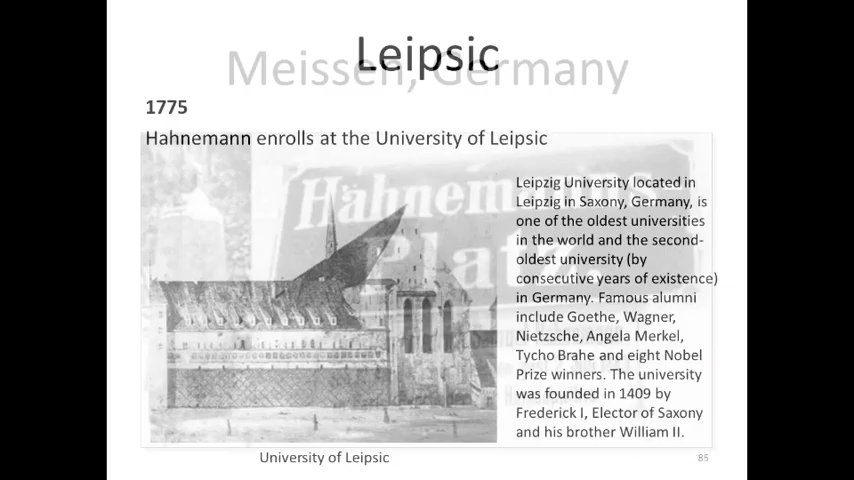 Leipsic
Meissen, Germany
1775
Hahnemann enrolls at the University of Leipsic
Hahnemanns
Platz.
Leipzig University located in
Leipzig in Saxony, Germany, is
one of the oldest universities
in the world and the second-
oldest university (by
consecutive years of existence)
in Germany. Famous alumni
include Goethe, Wagner,
Nietzsche, Angela Merkel,
Tycho Brahe and eight Nobel
Prize winners. The university
was founded in 1409 by
Frederick I, Elector of Saxony
and his brother William II.
University of Leipsic
85